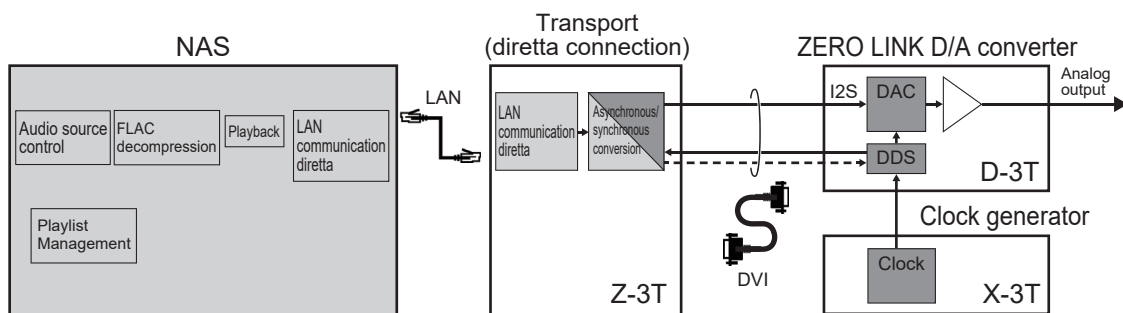 NAS
Audio source
control
FLAC
decompression
Playback
LAN
communication
diretta
Playlist
Management
LAN
Transport
(diretta connection)
LAN
communication
diretta
Asynchronous/
synchronous
conversion
Z-3T
DVI
ZERO LINK D/A converter
I2S
DAC
DDS
D-3T
Analog
output
Clock generator
Clock
X-3T